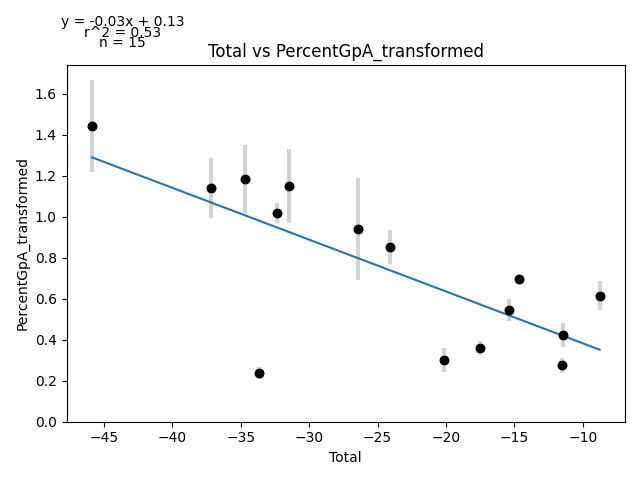 y = -0.03x + 0.13
r^2 = 0.53
n = 15
Total vs PercentGpA_transformed
PercentGpA_transformed
1.6
1.4
1.2
1.0
0.8
0.6
0.4
0.2
0.0
−45 −40 −35 −30 −25 −20 −15 −10
Total